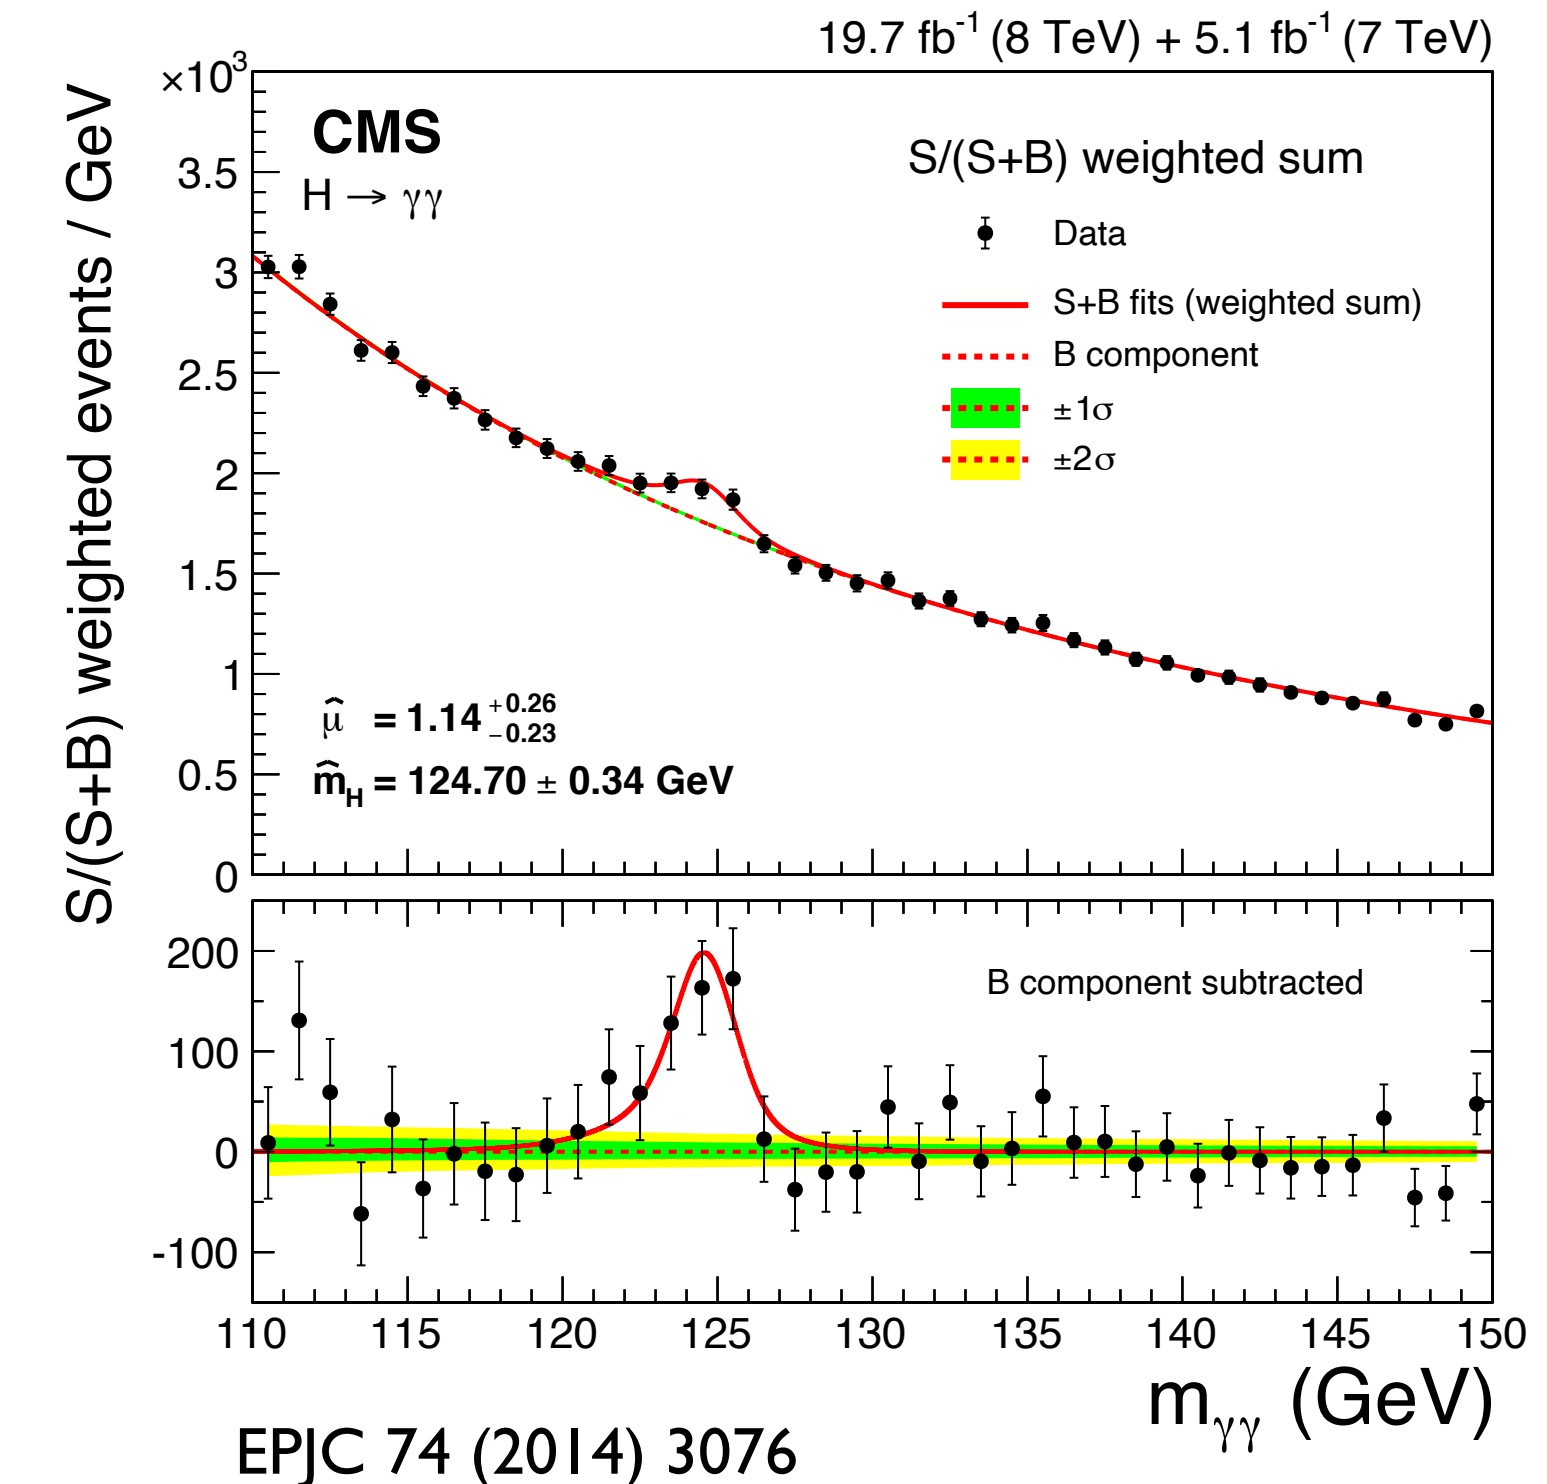 19.7 fb⁻¹ (8 TeV) + 5.1 fb⁻¹ (7 TeV)
×10³
S/(S+B) weighted events / GeV
CMS
H → γγ
S/(S+B) weighted sum
Data
S+B fits (weighted sum)
B component
±1σ
±2σ
3.5
3
2.5
2
1.5
1
0.5
0
μ̂ = 1.14 +0.26 −0.23
m̂H = 124.70 ± 0.34 GeV
B component subtracted
200
100
0
-100
110 115 120 125 130 135 140 145 150
mγγ (GeV)
EPJC 74 (2014) 3076